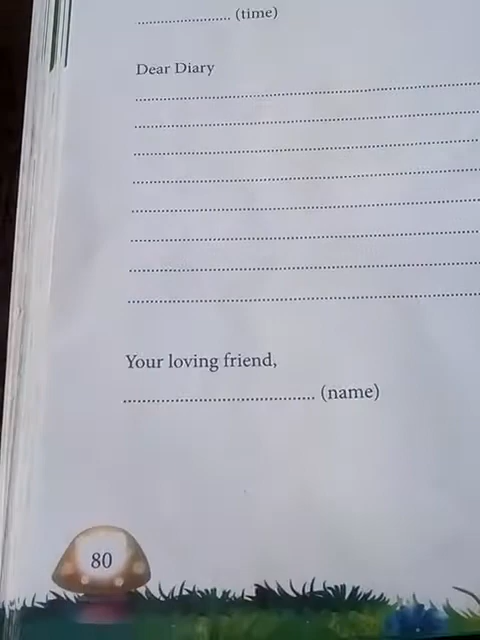 ........................ (time)
Dear Diary
................................................................................
................................................................................
................................................................................
................................................................................
................................................................................
................................................................................
................................................................................
................................................................................
Your loving friend,
.......................................... (name)
80